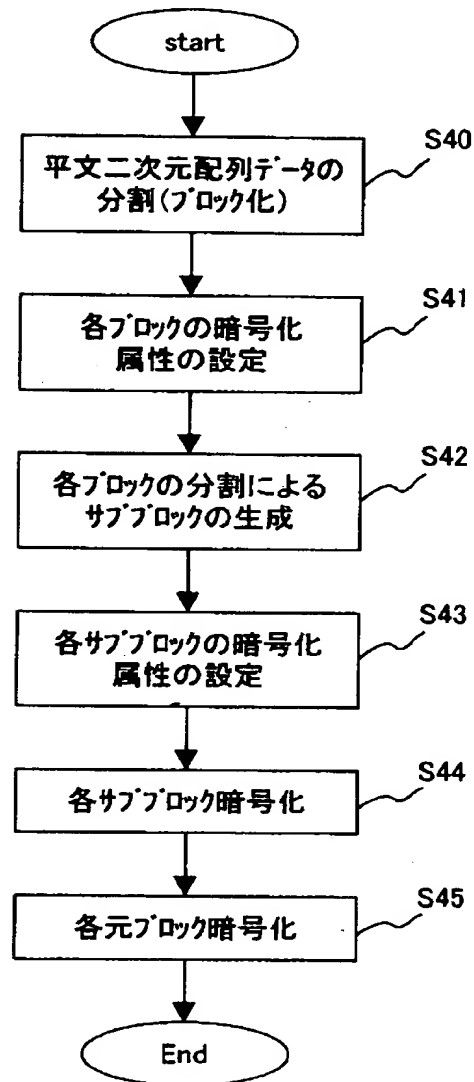 start
S40
平文二次元配列データの
分割(ブロック化)
S41
各ブロックの暗号化
属性の設定
S42
各ブロックの分割による
サブブロックの生成
S43
各サブブロックの暗号化
属性の設定
S44
各サブブロック暗号化
S45
各元ブロック暗号化
End